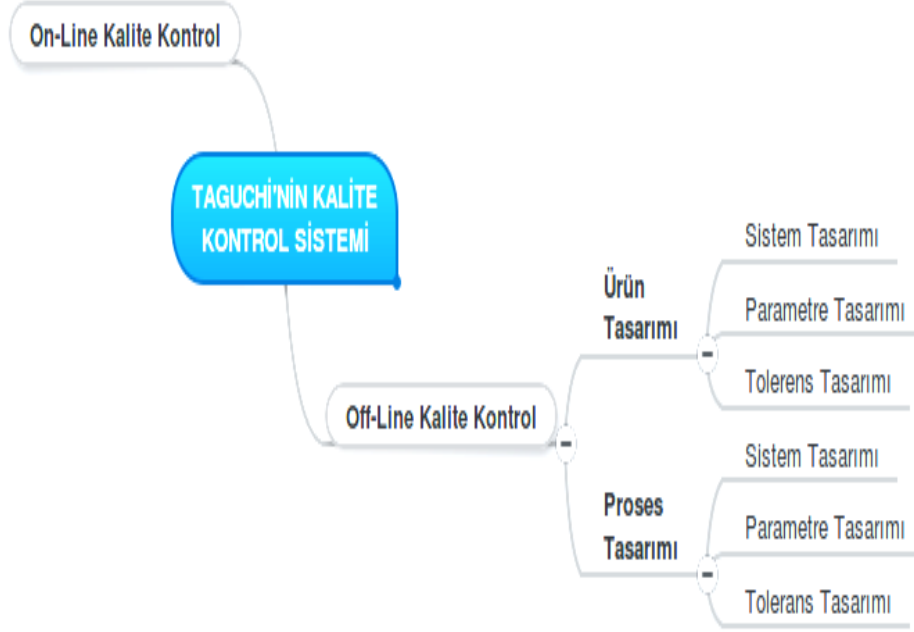 On-Line Kalite Kontrol
TAGUCHİ'NİN KALİTE
KONTROL SİSTEMİ
Off-Line Kalite Kontrol
Ürün
Tasarımı
Sistem Tasarımı
Parametre Tasarımı
Tolerens Tasarımı
Proses
Tasarımı
Sistem Tasarımı
Parametre Tasarımı
Tolerans Tasarımı